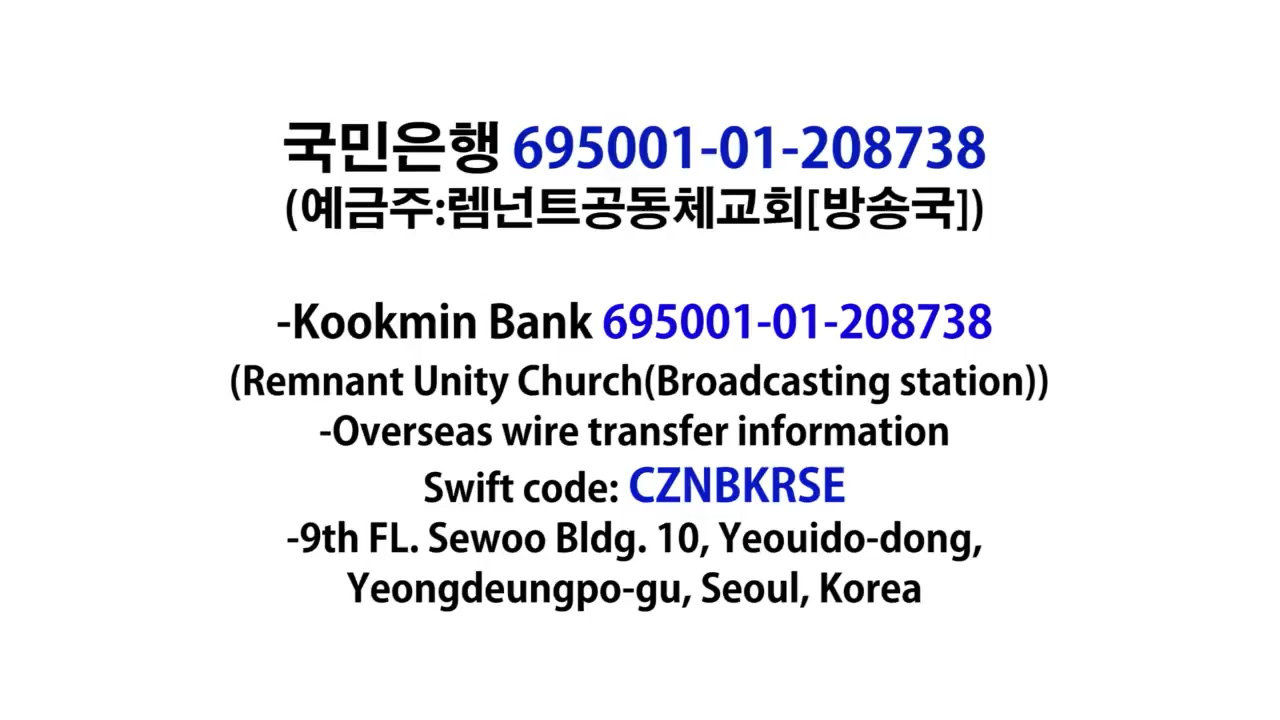 국민은행 695001-01-208738
(예금주:렘넌트공동체교회[방송국])
-Kookmin Bank 695001-01-208738
(Remnant Unity Church(Broadcasting station))
-Overseas wire transfer information
Swift code: CZNBKRSE
-9th FL. Sewoo Bldg. 10, Yeouido-dong,
Yeongdeungpo-gu, Seoul, Korea